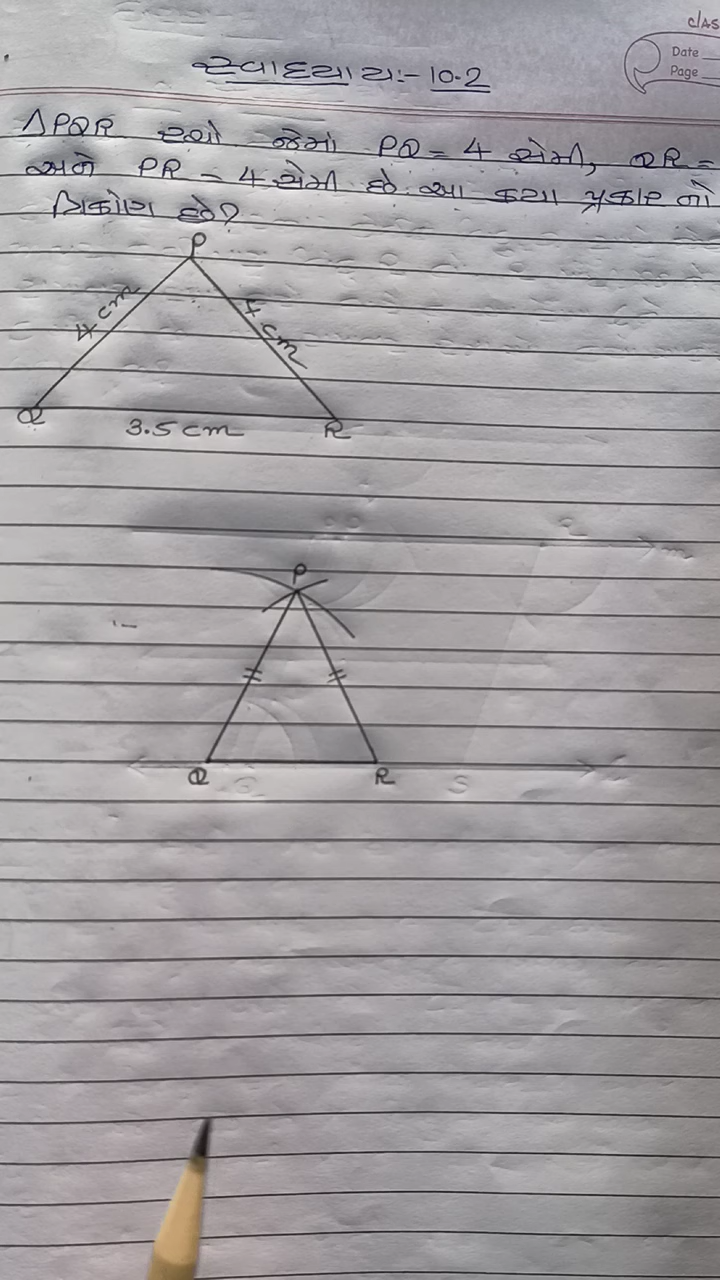 CLAS
Date
Page
સ્વાધ્યાય:- 10.2
ΔPQR રચો જેમાં PQ = 4 સેમી, QR =
અને PR = 4 સેમી છે. આ કયા પ્રકાર નો
ત્રિકોણ છે?
P
4 cm
4 cm
Q
3.5 cm
R
P
Q
R
S